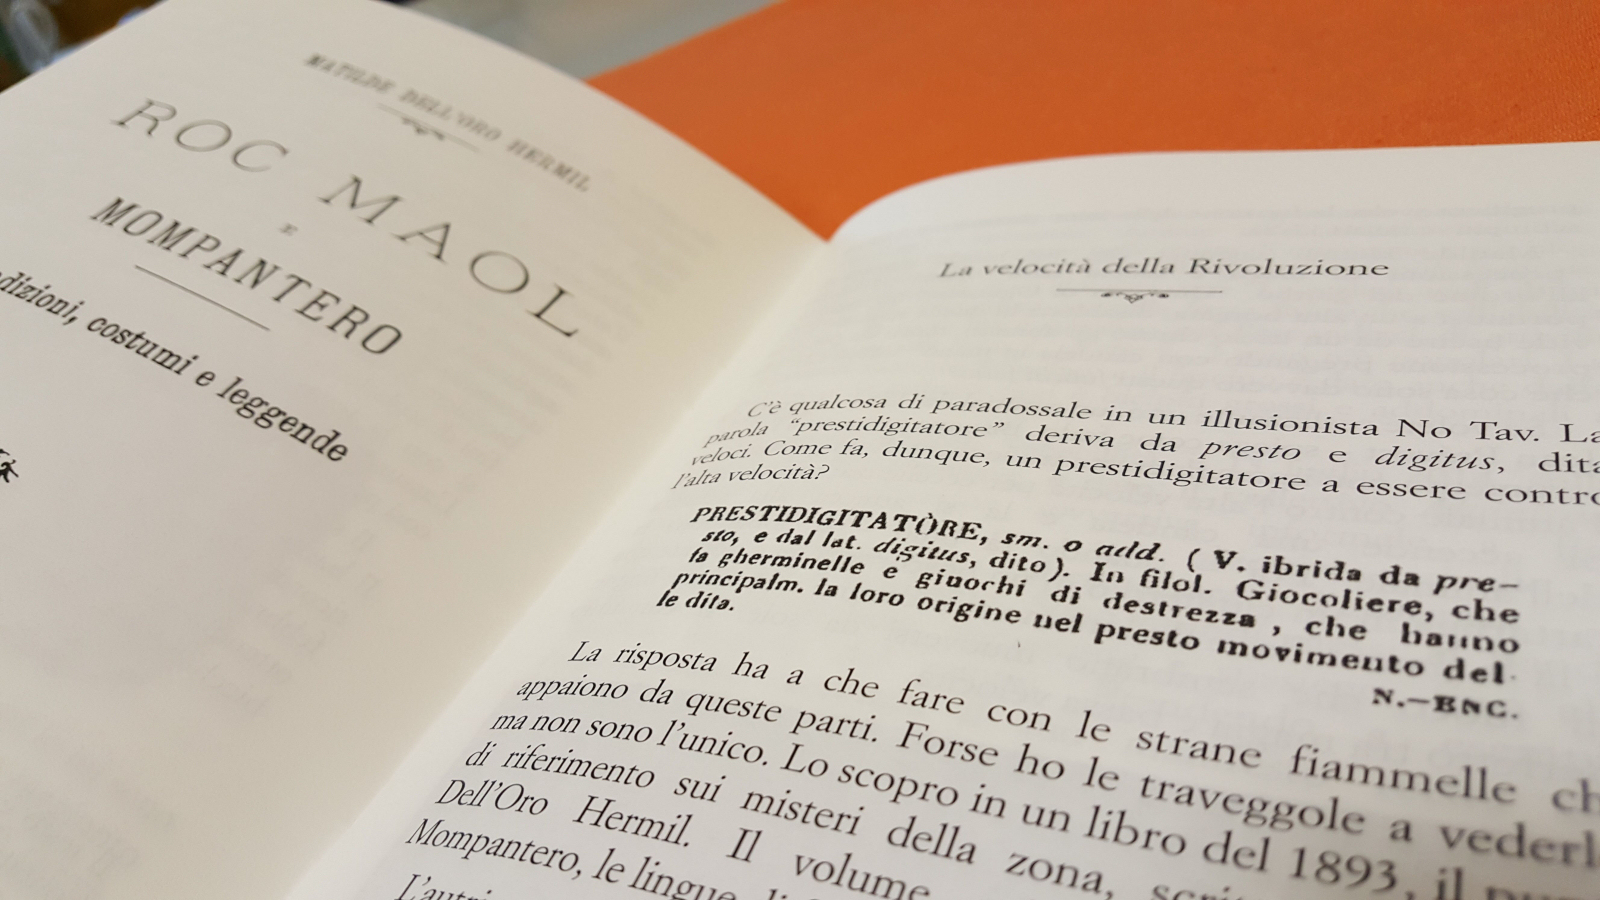 MATILDE DELL'ORO HERMIL
ROC MAOL
E
MOMPANTERO
dizioni, costumi e leggende
La velocità della Rivoluzione
C'è qualcosa di paradossale in un illusionista No Tav. La
parola “prestidigitatore” deriva da presto e digitus, dita
veloci. Come fa, dunque, un prestidigitatore a essere contro
l'alta velocità?
PRESTIDIGITATÒRE, sm. o add. ( V. ibrida da pre-
sto, e dal lat. digitus, dito). In filol. Giocoliere, che
fa gherminelle e giuochi di destrezza , che hanno
principalm. la loro origine nel presto movimento del-
le dita.
N.—ENC.
La risposta ha a che fare con le strane fiammelle ch
appaiono da queste parti. Forse ho le traveggole a vederl
ma non sono l'unico. Lo scopro in un libro del 1893, il
di riferimento sui misteri della zona,
Dell'Oro Hermil. Il volume
Mompantero, le lingue
L'autri